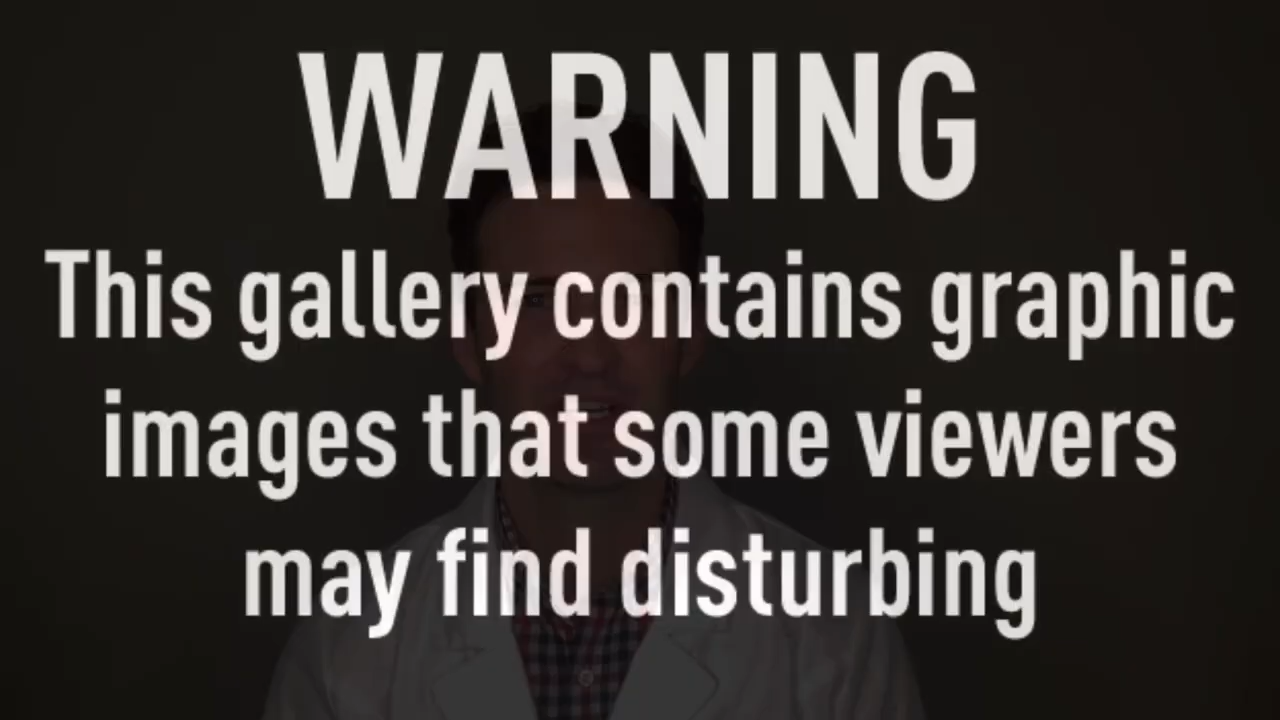 WARNING
This gallery contains graphic
images that some viewers
may find disturbing